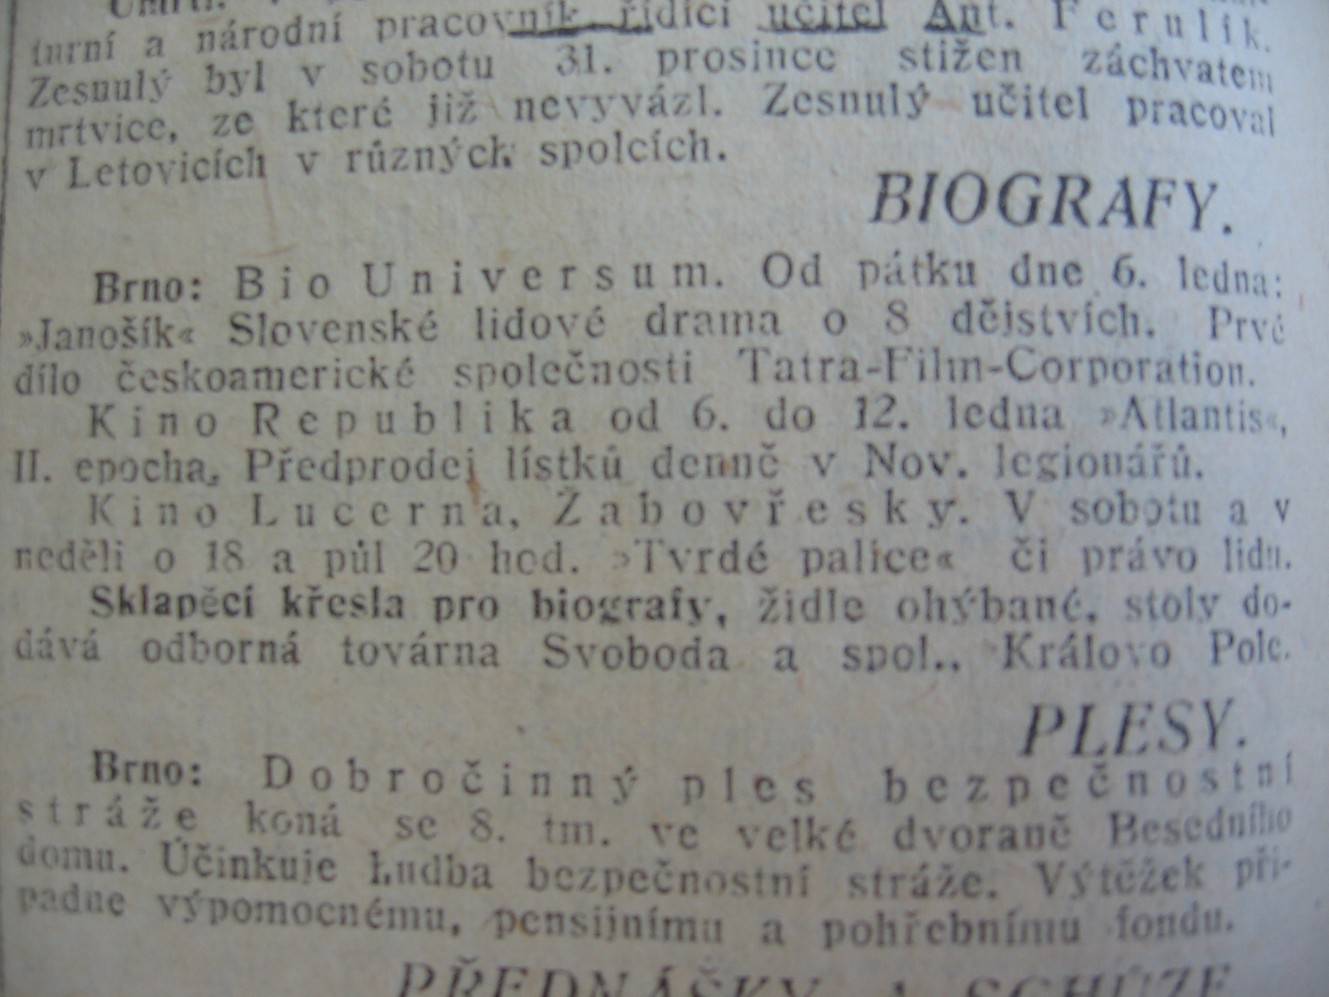 Úmrtí.
turní a národní pracovník řídící učitel Ant. Ferulík.
Zesnulý byl v sobotu 31. prosince stižen záchvatem
mrtvice, ze které již nevyvázl. Zesnulý učitel pracoval
v Letovicích v různých spolcích.
BIOGRAFY.
Brno: Bio Universum. Od pátku dne 6. ledna:
»Janošík« Slovenské lidové drama o 8 dějstvích. Prvé
dílo českoamerické společnosti Tatra-Film-Corporation.
Kino Republika od 6. do 12. ledna »Atlantis«,
II. epocha, Předprodej lístků denně v Nov. legionářů.
Kino Lucerna, Žabovřesky. V sobotu a v
neděli o 18 a půl 20 hod. »Tvrdé palice« či právo lidu.
Sklapěcí křesla pro biografy, židle ohýbané, stoly do-
dává odborná továrna Svoboda a spol., Královo Pole.
PLESY.
Brno: Dobročinný ples bezpečnostní
stráže koná se 8. tm. ve velké dvoraně Besedního
domu. Účinkuje hudba bezpečnostní stráže. Výtěžek při-
padne výpomocnému, pensijnímu a pohřebnímu fondu.
PŘEDNÁŠKY A SCHŮZE